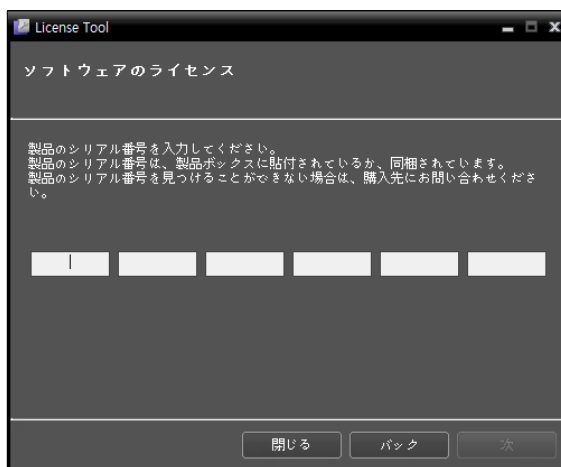 License Tool
ソフトウェアのライセンス
製品のシリアル番号を入力してください。
製品のシリアル番号は、製品ボックスに貼付されているか、同梱されています。
製品のシリアル番号を見つけることができない場合は、購入先にお問い合わせくださ
い。
閉じる バック 次